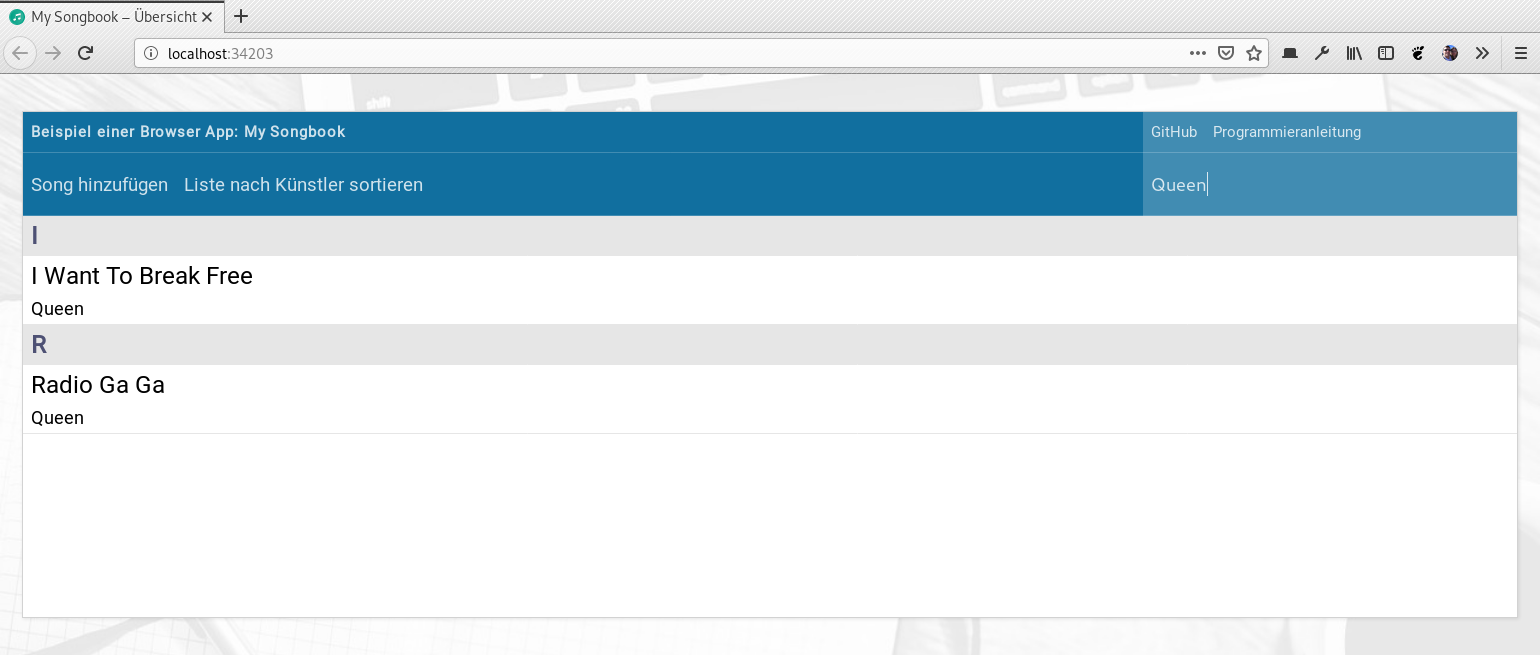 My Songbook – Übersicht
localhost:34203
shift
Beispiel einer Browser App: My Songbook
GitHub Programmieranleitung
Song hinzufügen Liste nach Künstler sortieren
Queen
I
I Want To Break Free
Queen
R
Radio Ga Ga
Queen